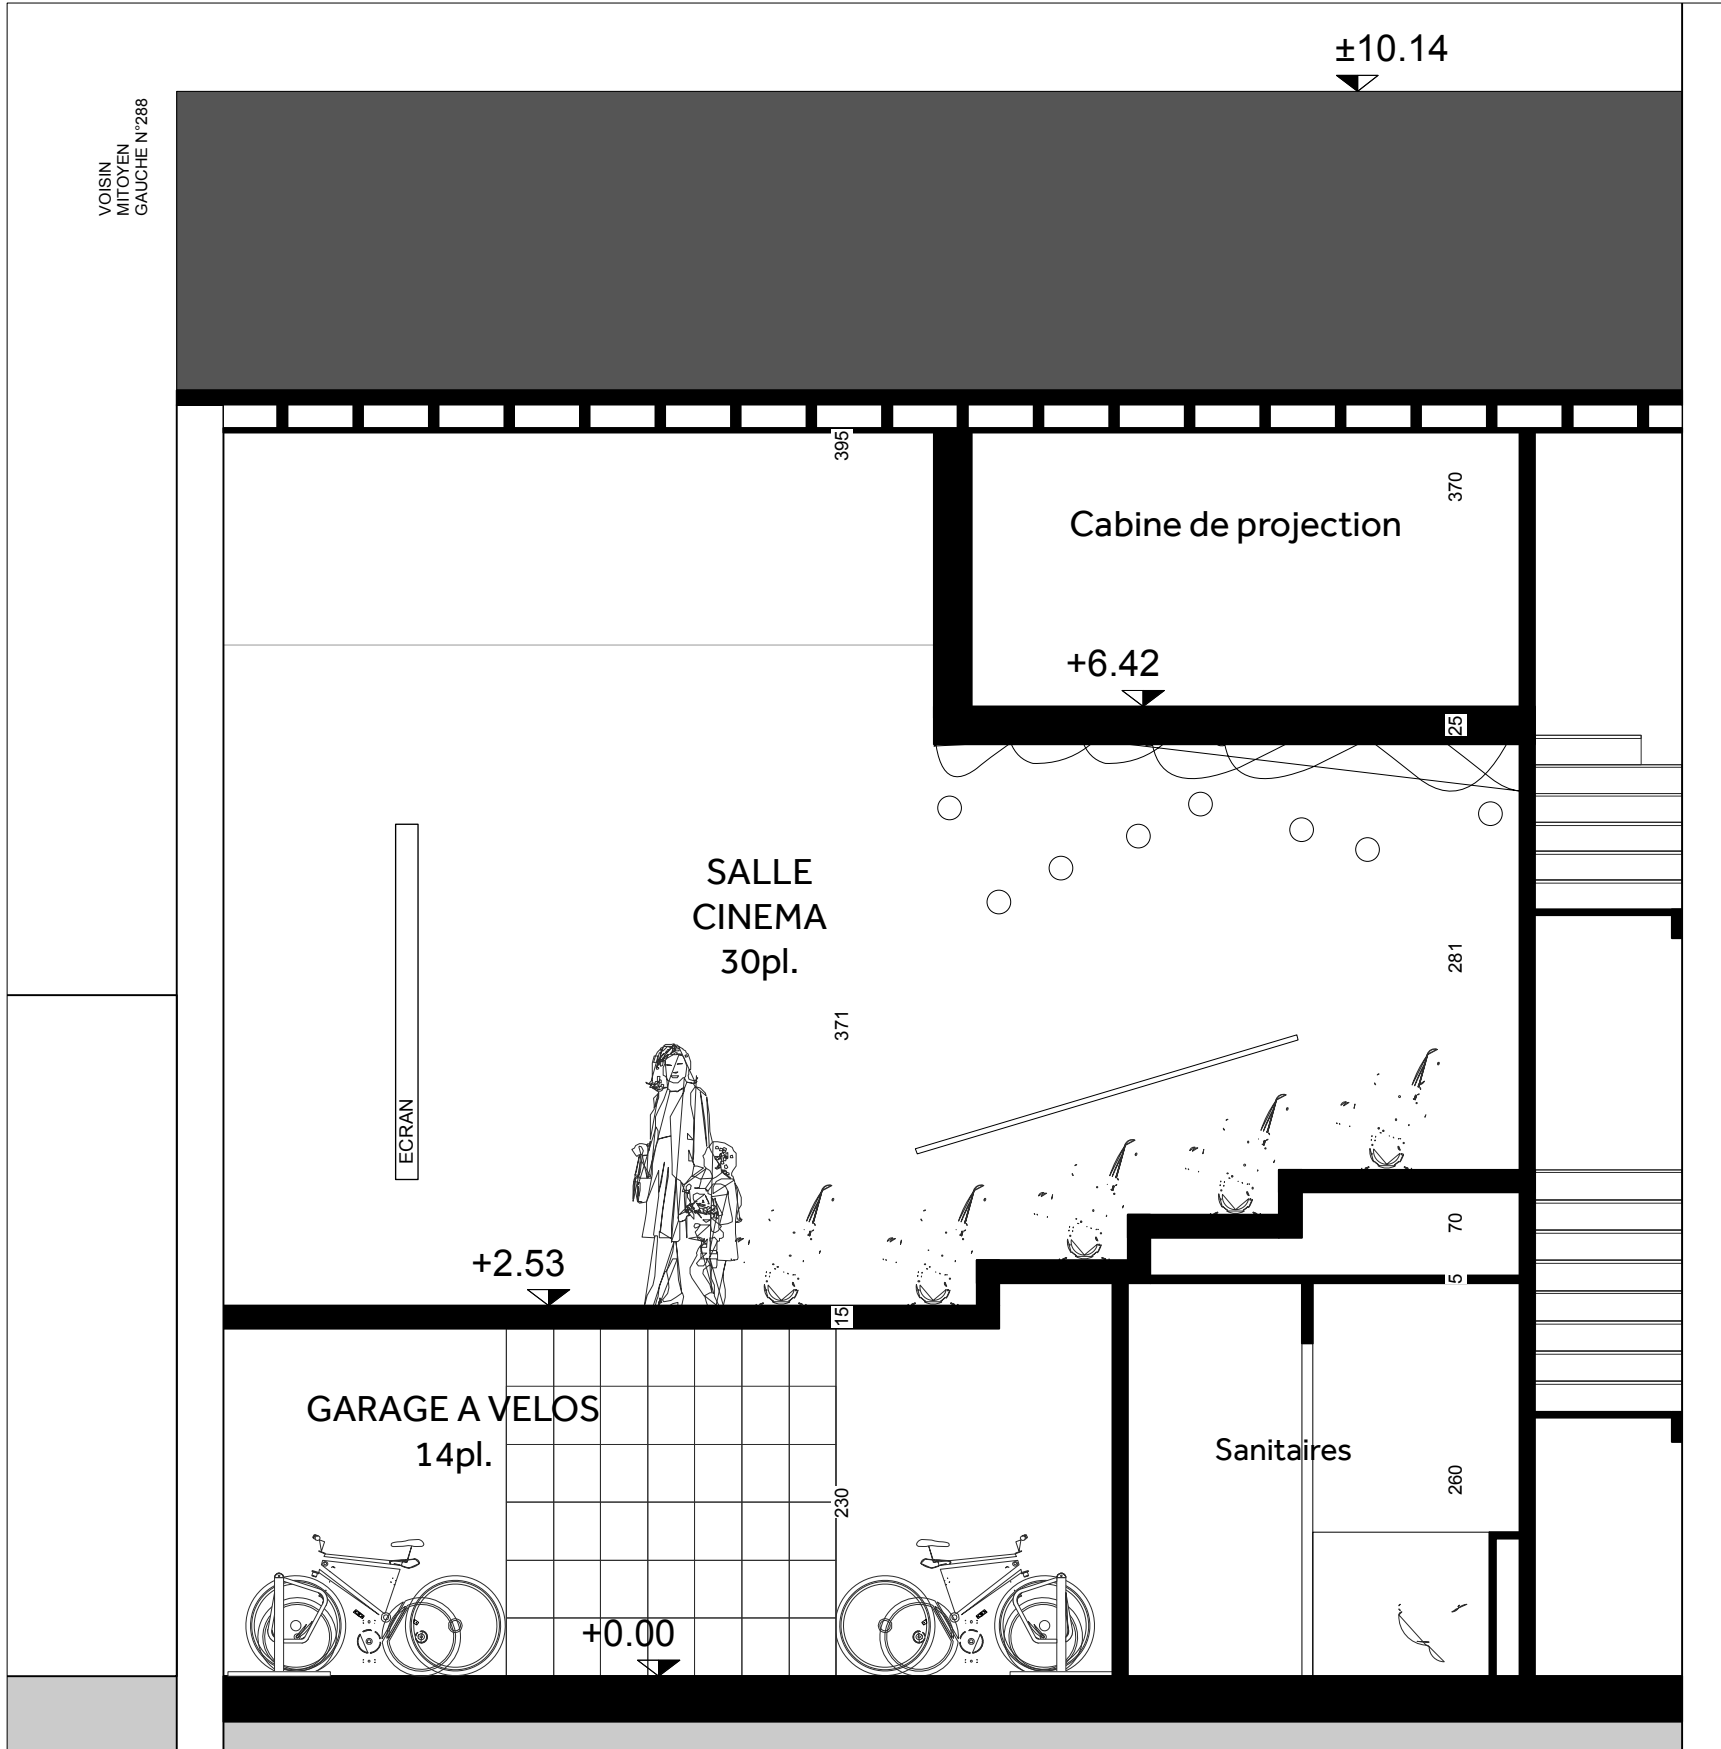 ±10.14
VOISIN
MITOYEN
GAUCHE N°288
395
370
Cabine de projection
+6.42
25
SALLE
CINEMA
30pl.
281
371
ECRAN
70
+2.53
5
15
GARAGE A VELOS
14pl.
Sanitaires
260
230
+0.00